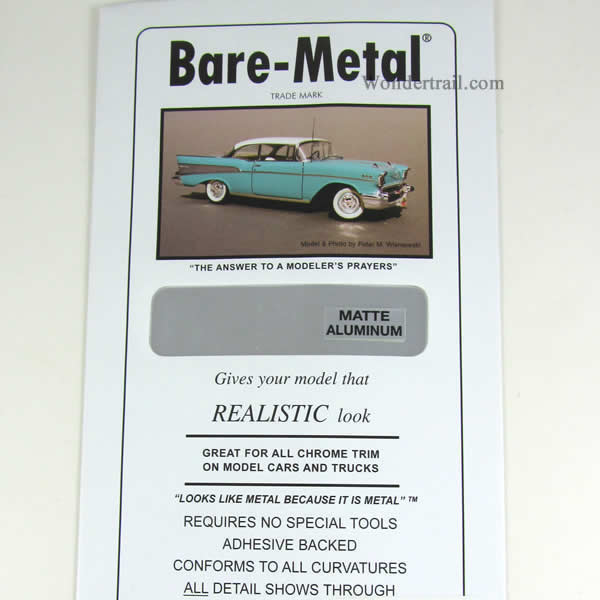 Bare-Metal®
Wondertrail.com
TRADE MARK
Model & Photo by Peter M. Wisniewski
"THE ANSWER TO A MODELER'S PRAYERS"
MATTE
ALUMINUM
Gives your model that
REALISTIC look
GREAT FOR ALL CHROME TRIM
ON MODEL CARS AND TRUCKS
"LOOKS LIKE METAL BECAUSE IT IS METAL" ™
REQUIRES NO SPECIAL TOOLS
ADHESIVE BACKED
CONFORMS TO ALL CURVATURES
ALL DETAIL SHOWS THROUGH